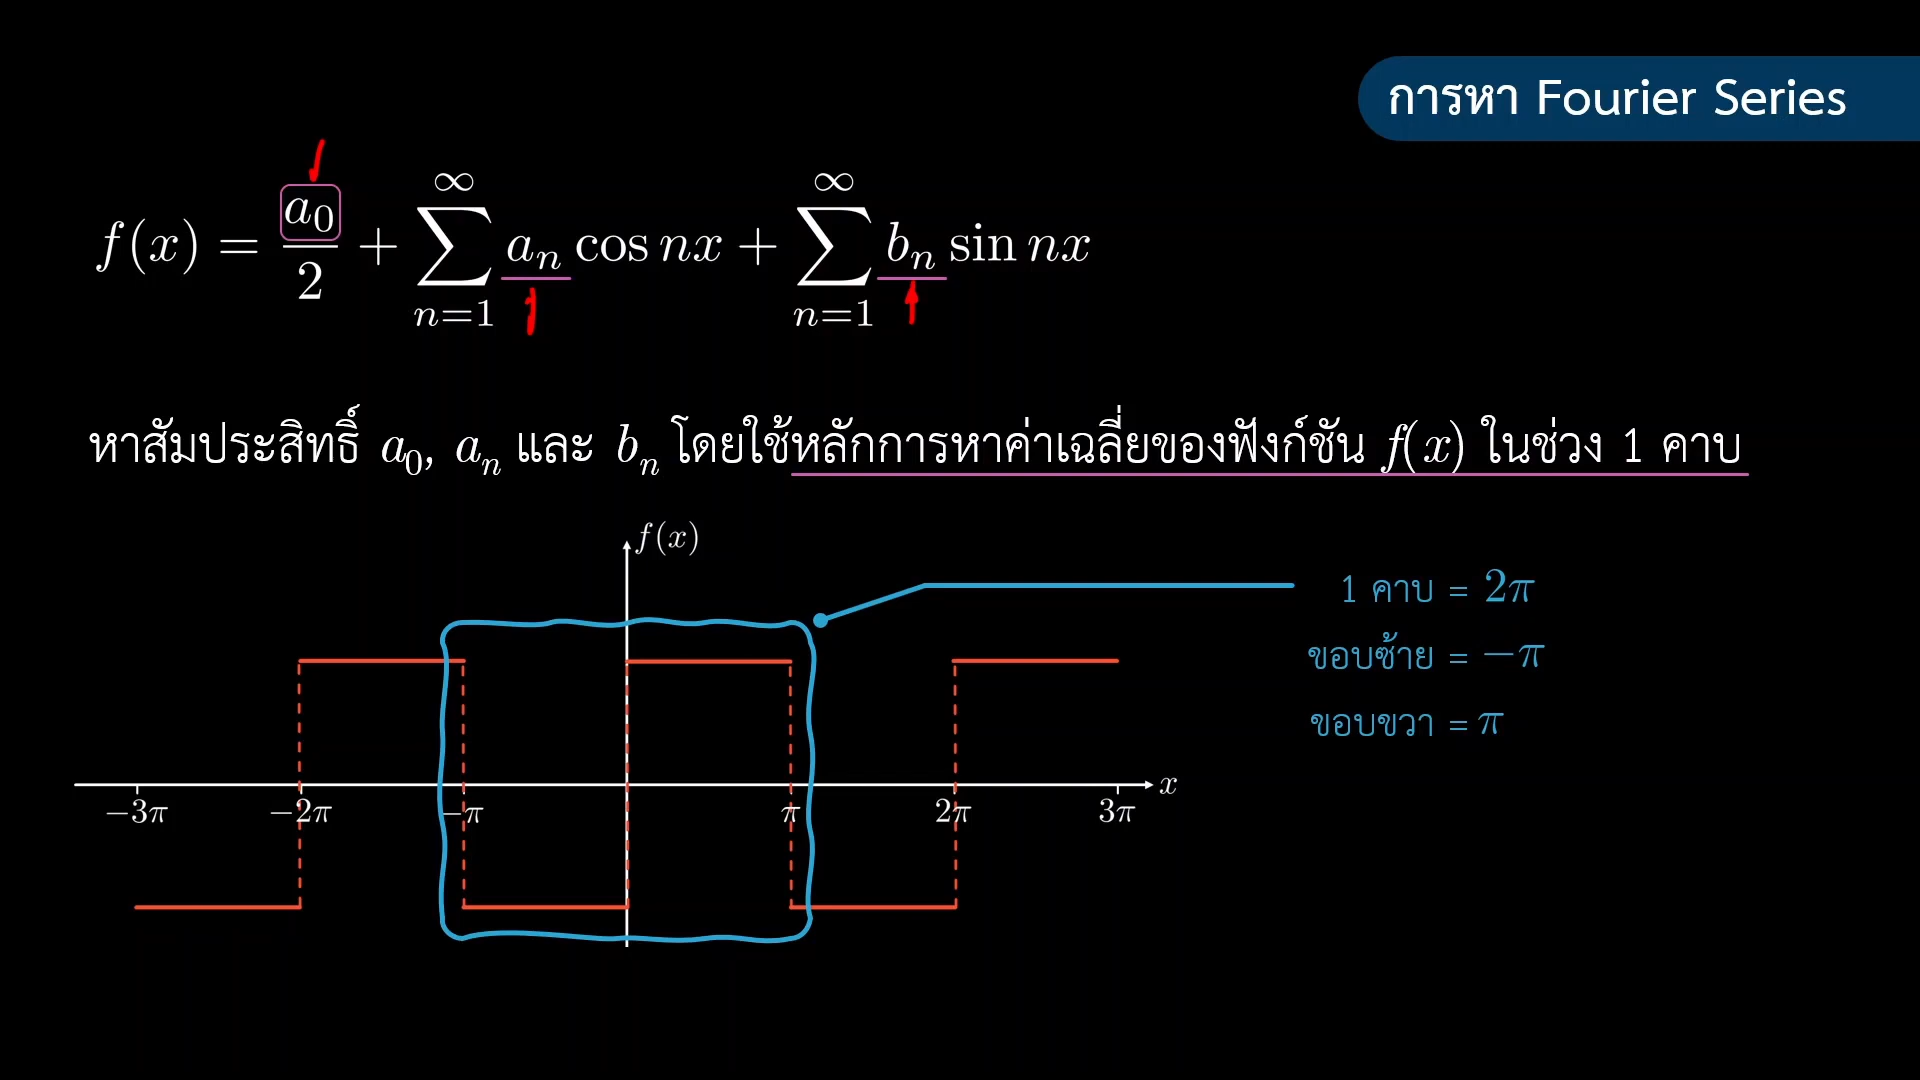 การหา Fourier Series
f(x) = a₀/2 + ∑_{n=1}^{∞} aₙ cos nx + ∑_{n=1}^{∞} bₙ sin nx
หาสัมประสิทธิ์ a₀, aₙ และ bₙ โดยใช้หลักการหาค่าเฉลี่ยของฟังก์ชัน f(x) ในช่วง 1 คาบ
f(x)
1 คาบ = 2π
ขอบซ้าย = −π
ขอบขวา = π
x
−3π −2π −π π 2π 3π